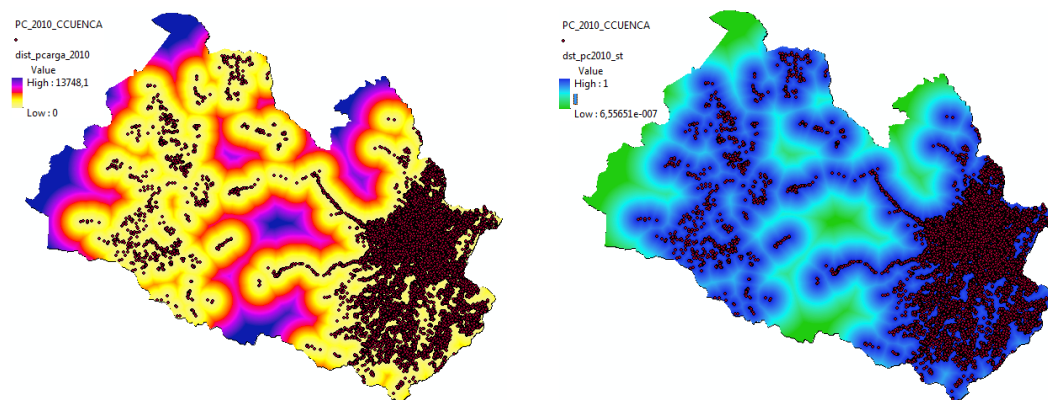 PC_2010_CCUENCA
dist_pcarga_2010
Value
High : 13748,1
Low : 0
PC_2010_CCUENCA
dst_pc2010_st
Value
High : 1
Low : 6,55651e-007